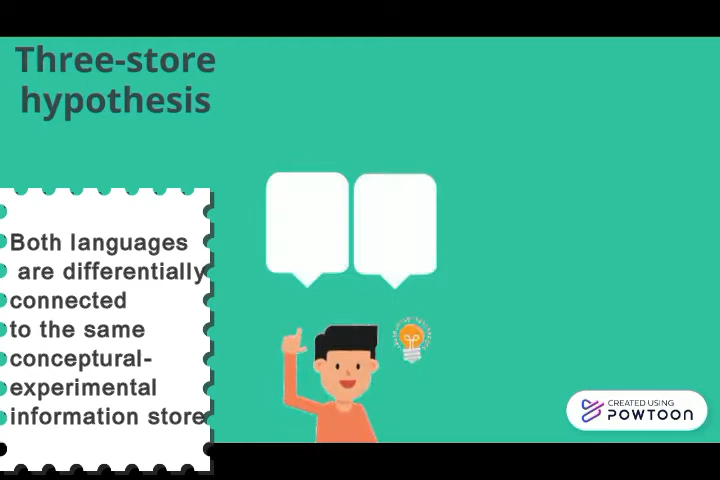 Three-store
hypothesis
Both languages
are differentially
connected
to the same
conceptural-
experimental
information store
CREATED USING
POWTOON